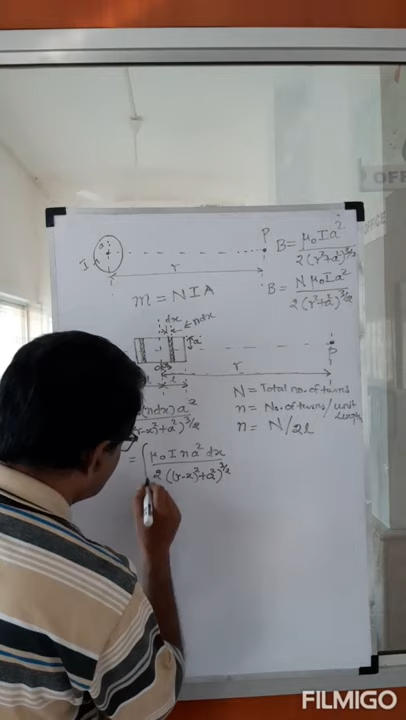 OFF
P
a
I
r
B = μ₀Ia² / 2(r²+a²)^3/2
m = NIA
B = Nμ₀Ia² / 2(r²+a²)^3/2
dx
ndx
a
P
l
r
N = Total no. of turns
n = No. of turns / unit length
n = N/2l
(ndx)a² / (r-x)²+a²)^3/2
= ∫ μ₀Ina²dx / 2((r-x)²+a²)^3/2
FILMIGO